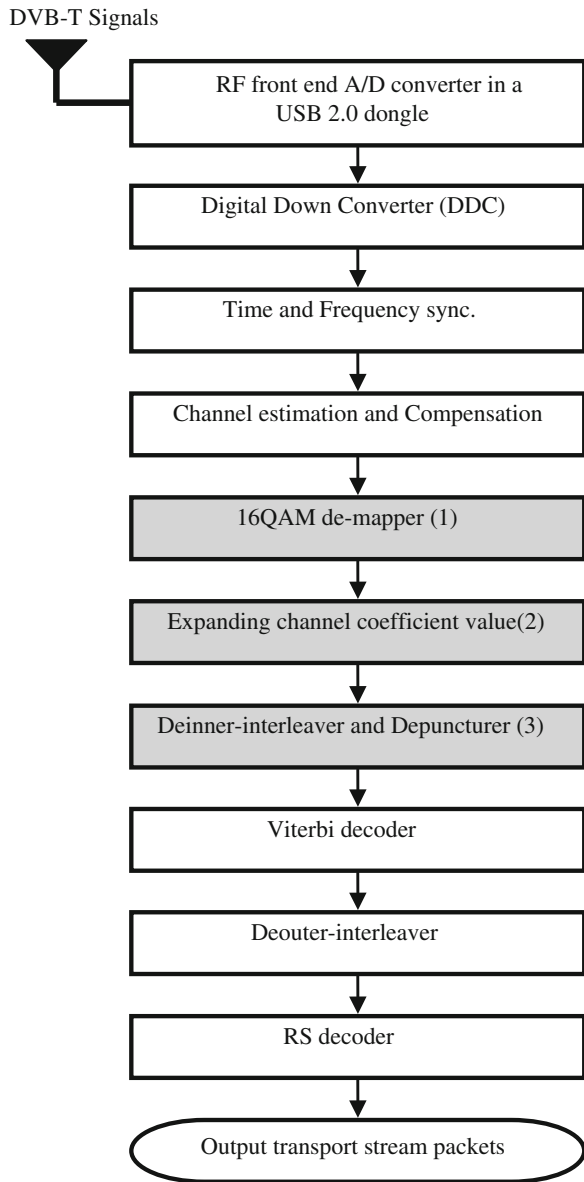 DVB-T Signals
RF front end A/D converter in a
USB 2.0 dongle
Digital Down Converter (DDC)
Time and Frequency sync.
Channel estimation and Compensation
16QAM de-mapper (1)
Expanding channel coefficient value(2)
Deinner-interleaver and Depuncturer (3)
Viterbi decoder
Deouter-interleaver
RS decoder
Output transport stream packets